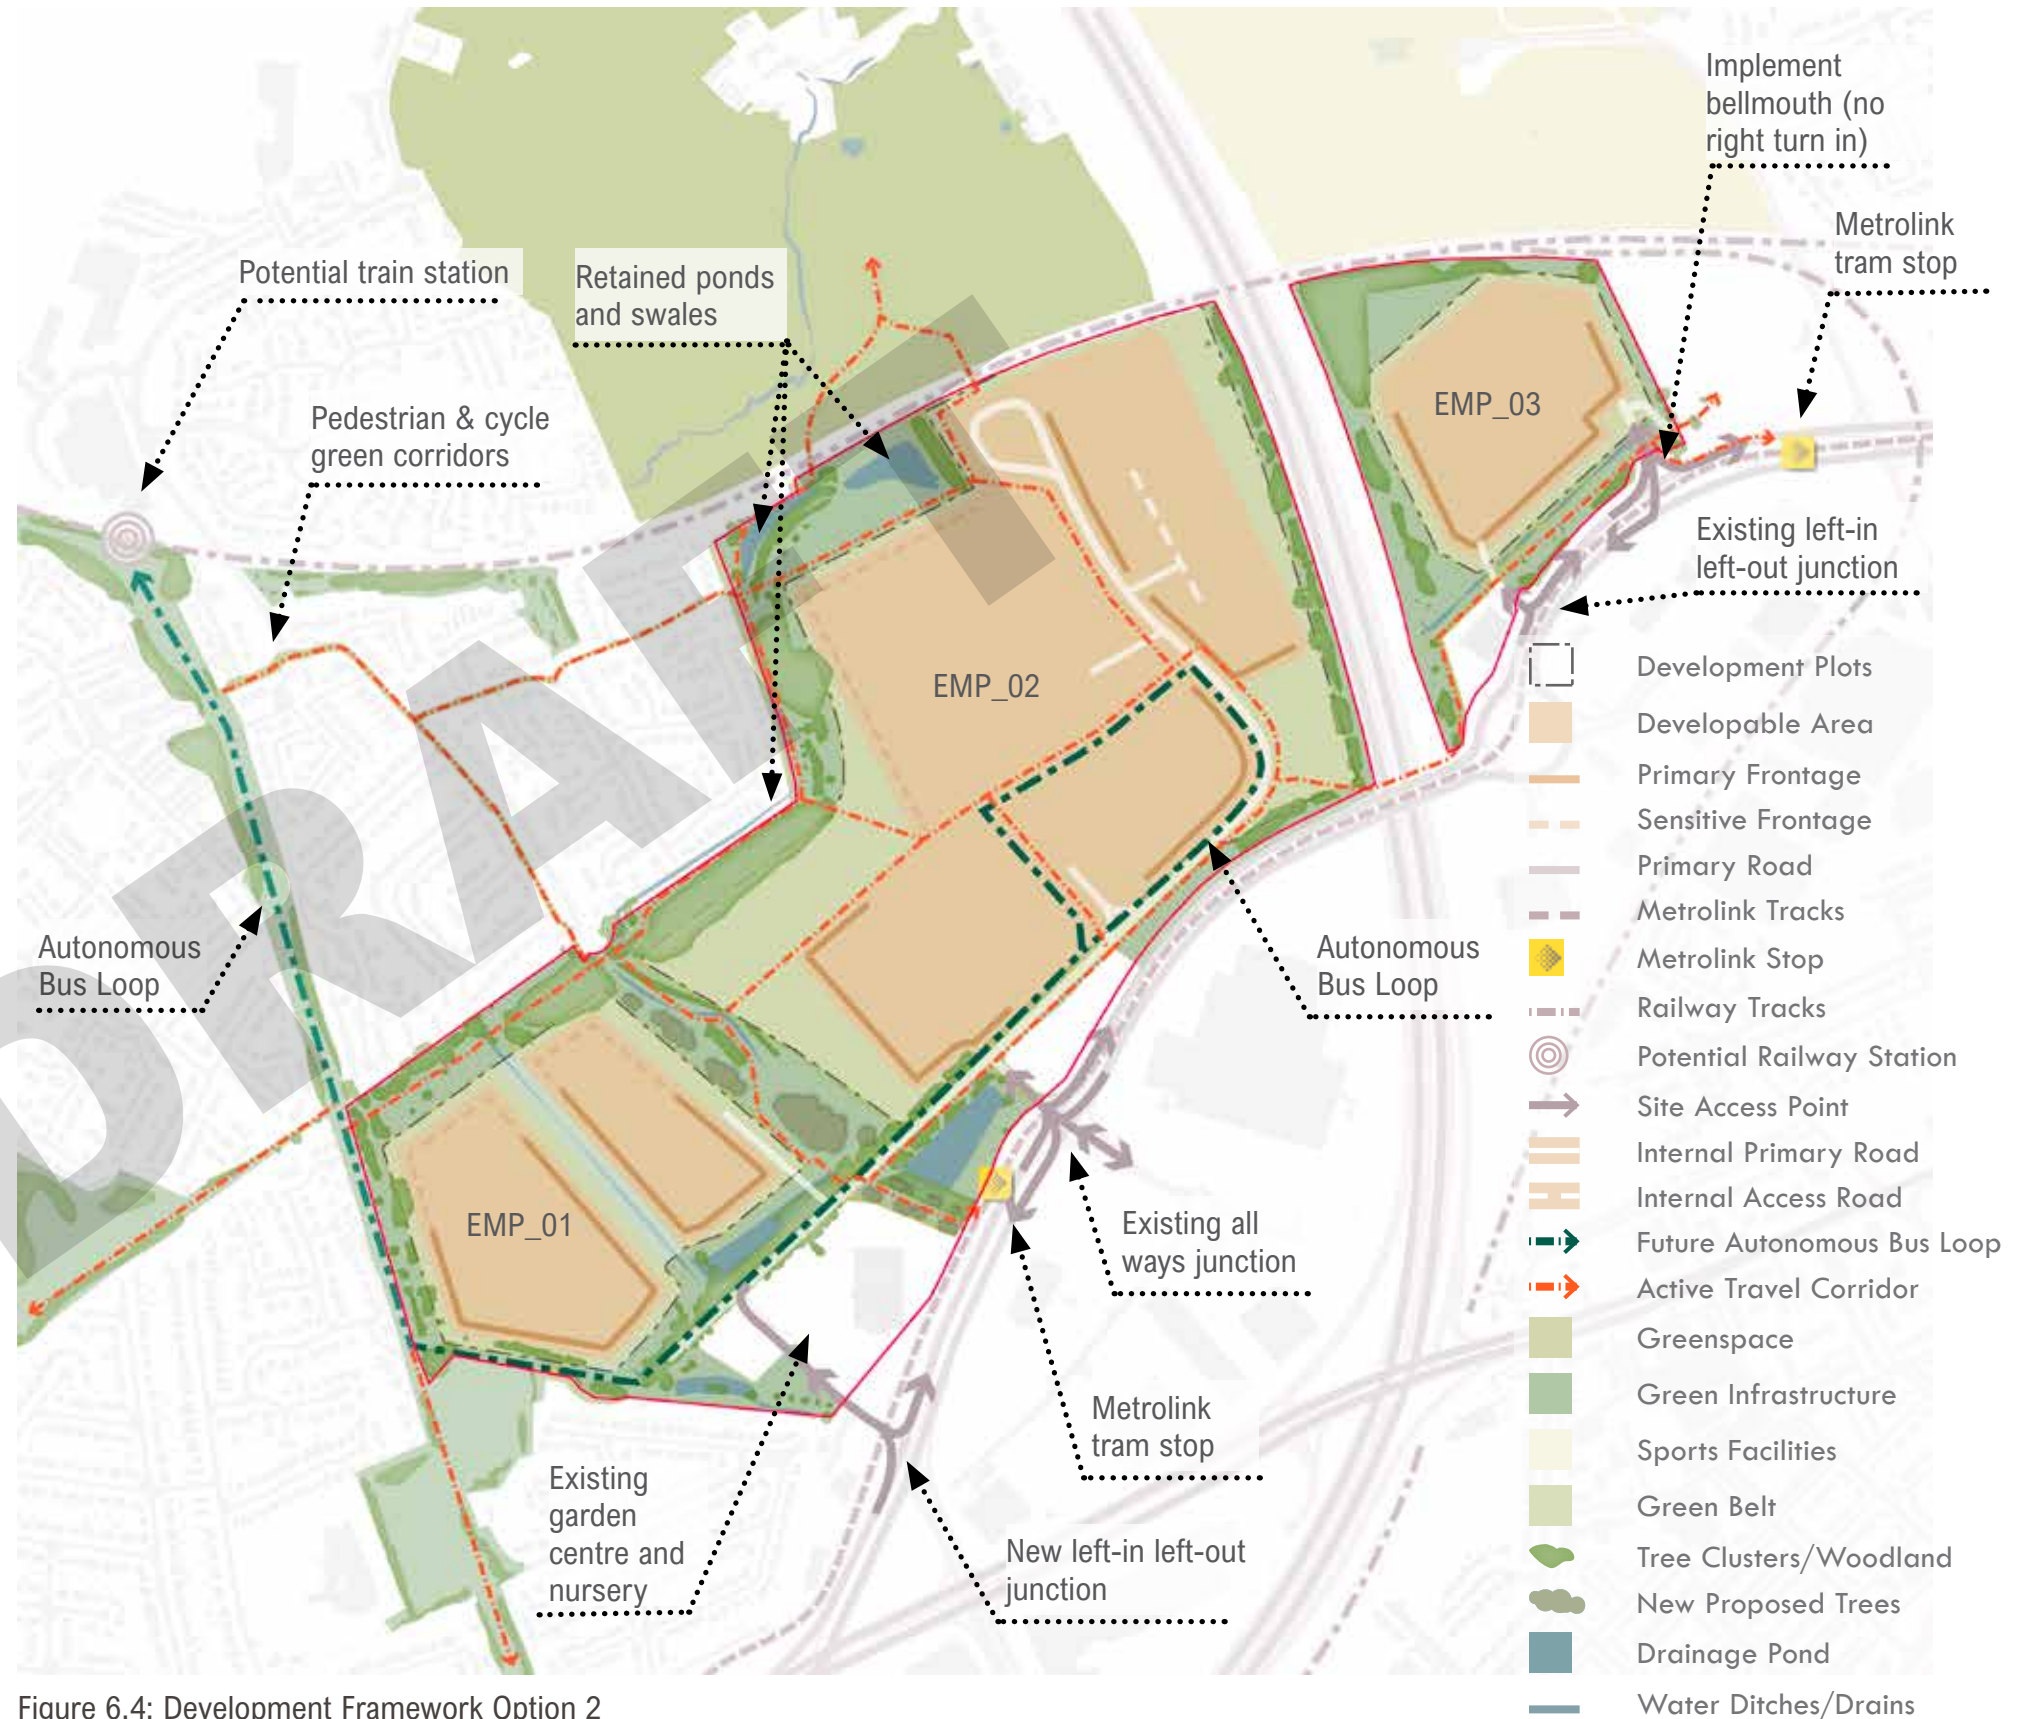 Implement
bellmouth (no
right turn in)
Metrolink
tram stop
Potential train station
Retained ponds
and swales
Pedestrian & cycle
green corridors
EMP_03
Existing left-in
left-out junction
EMP_02
DRAFT
Autonomous
Bus Loop
Autonomous
Bus Loop
EMP_01
Existing all
ways junction
Metrolink
tram stop
Existing
garden
centre and
nursery
New left-in left-out
junction
Development Plots
Developable Area
Primary Frontage
Sensitive Frontage
Primary Road
Metrolink Tracks
Metrolink Stop
Railway Tracks
Potential Railway Station
Site Access Point
Internal Primary Road
Internal Access Road
Future Autonomous Bus Loop
Active Travel Corridor
Greenspace
Green Infrastructure
Sports Facilities
Green Belt
Tree Clusters/Woodland
New Proposed Trees
Drainage Pond
Water Ditches/Drains
Figure 6.4: Development Framework Option 2